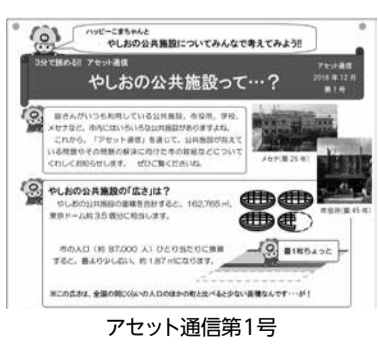 ハッピーこまちゃんと
やしおの公共施設についてみんなで考えてみよう!!
3分で読める!! アセット通信
やしおの公共施設って…?
アセット通信
2018年12月
第1号
皆さんがいつも利用している公共施設、市役所、学校、
メセナなど、市内にはいろいろな公共施設がありますよね。
これから、「アセット通信」を通じて、公共施設が抱えて
いる問題やその問題の解決に向けた市の取組などについて
くわしくお知らせします。ぜひご覧くださいね。
メセナ(築25年)
市役所(築45年)
やしおの公共施設の「広さ」は?
やしおの公共施設の面積を合計すると、162,765㎡、
東京ドーム約3.5個分に相当します。
市の人口(約87,000人)ひとり当たりに換算
すると、畳より少し広い、約1.87㎡になります。
畳1枚ちょっと
※この広さは、全国の同じくらいの人口のほかの町と比べると少ない面積なんです…が!
アセット通信第1号